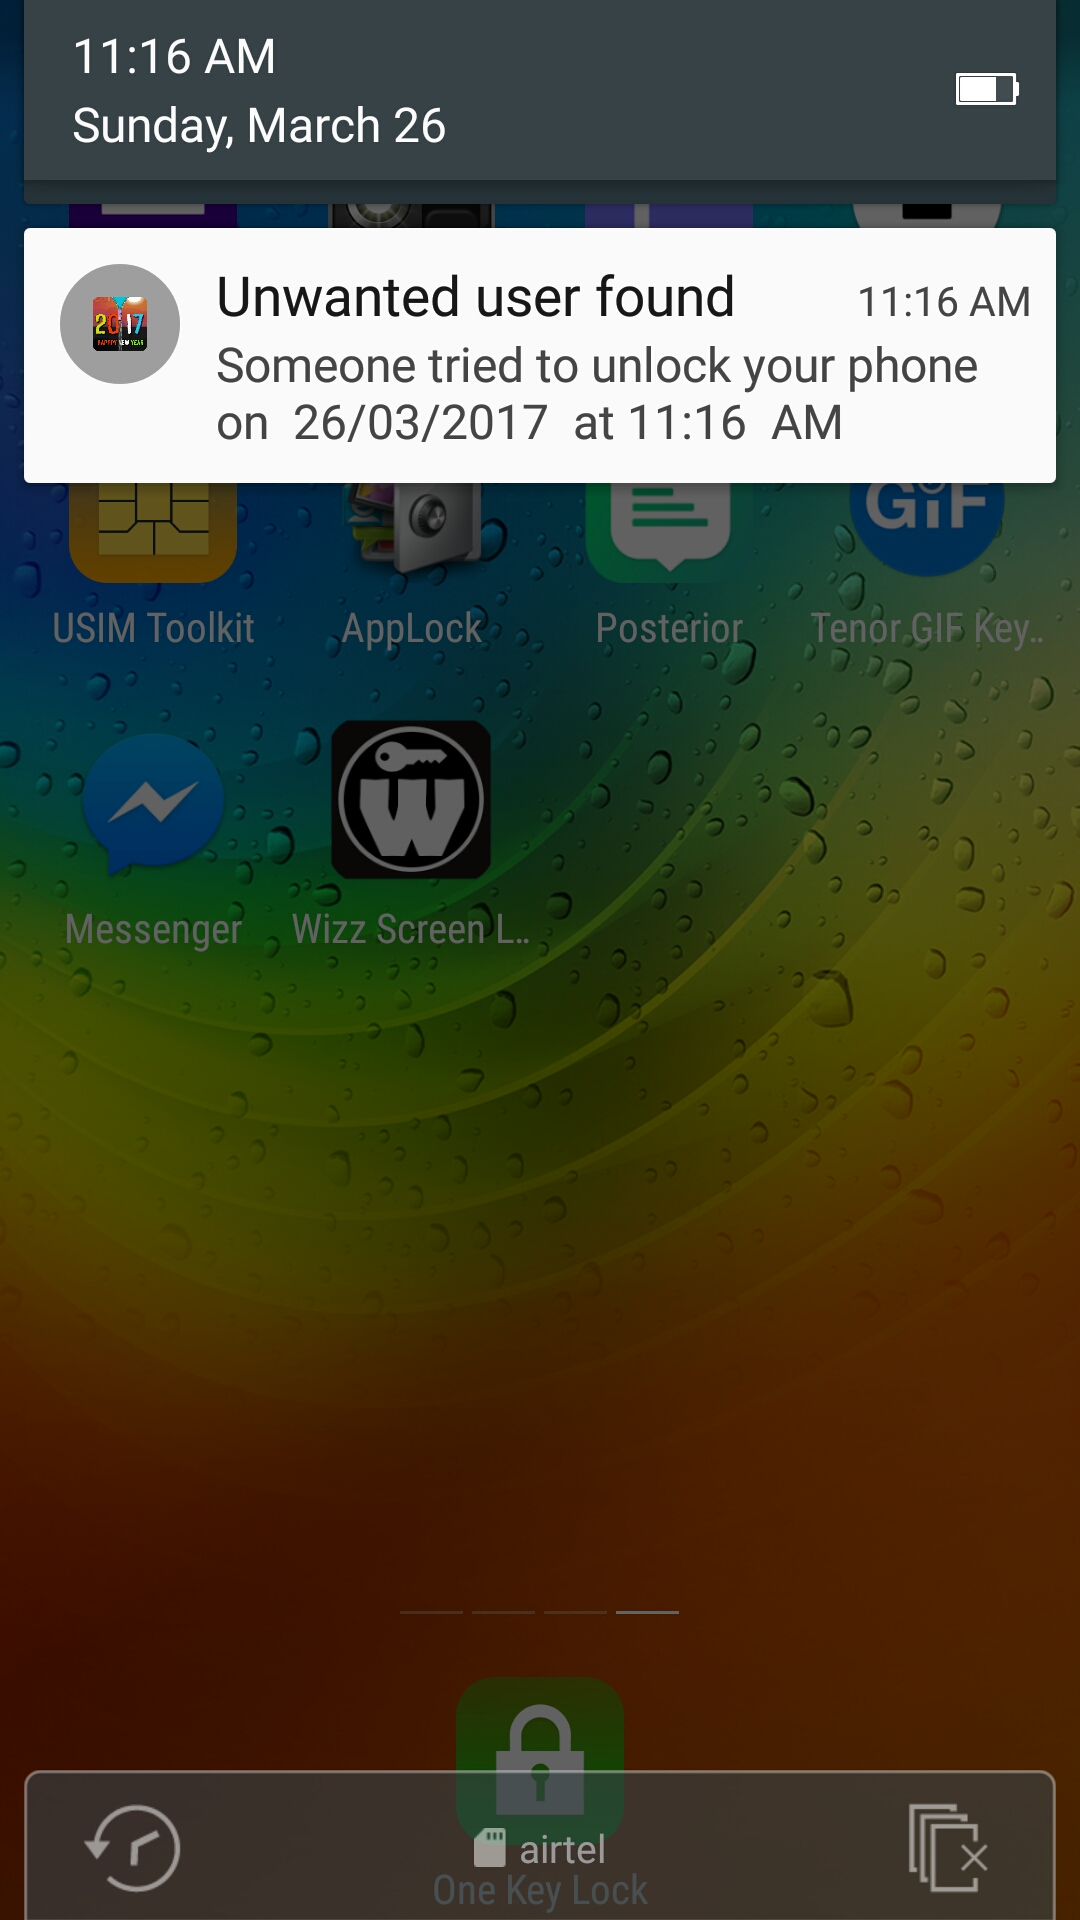 11:16 AM
Sunday, March 26
Unwanted user found 11:16 AM
Someone tried to unlock your phone
on 26/03/2017 at 11:16 AM
2017
HAPPY NEW YEAR
GIF
USIM Toolkit AppLock Posterior Tenor GIF Key…
W
Messenger Wizz Screen L…
airtel
One Key Lock